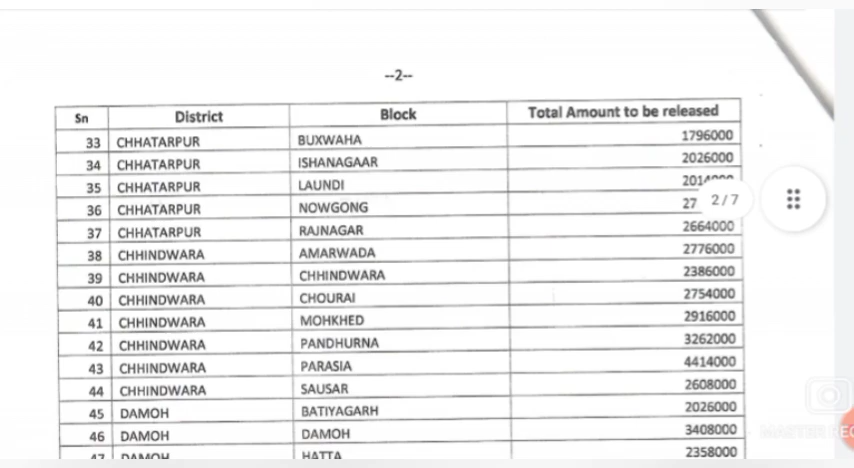 --2--
Sn District Block Total Amount to be released
33 CHHATARPUR BUXWAHA 1796000
34 CHHATARPUR ISHANAGAAR 2026000
35 CHHATARPUR LAUNDI
36 CHHATARPUR NOWGONG
2/7
37 CHHATARPUR RAJNAGAR 2664000
38 CHHINDWARA AMARWADA 2776000
39 CHHINDWARA CHHINDWARA 2386000
40 CHHINDWARA CHOURAI 2754000
41 CHHINDWARA MOHKHED 2916000
42 CHHINDWARA PANDHURNA 3262000
43 CHHINDWARA PARASIA 4414000
44 CHHINDWARA SAUSAR 2608000
45 DAMOH BATIYAGARH 2026000
46 DAMOH DAMOH 3408000
47 DAMOH HATTA 2358000